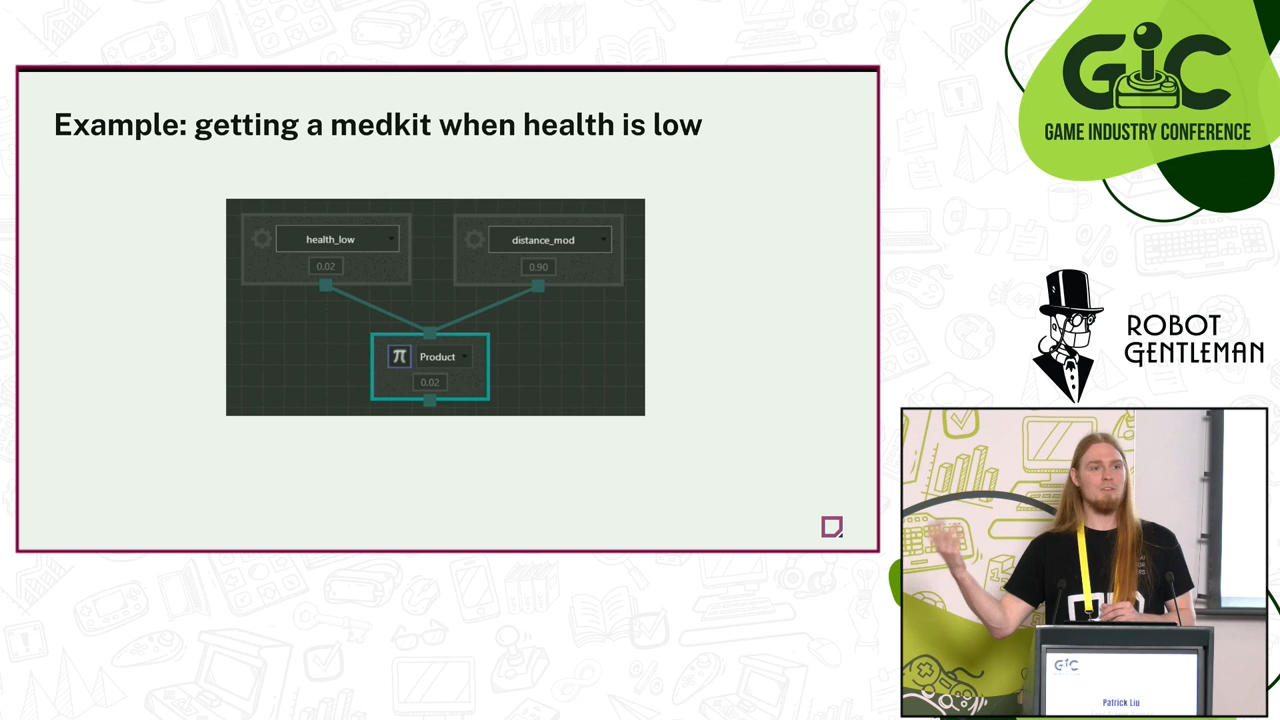 Example: getting a medkit when health is low
health_low
0.02
distance_mod
0.90
π Product
0.02
GIC
GAME INDUSTRY CONFERENCE
ROBOT
GENTLEMAN
GIC
Patrick Liu